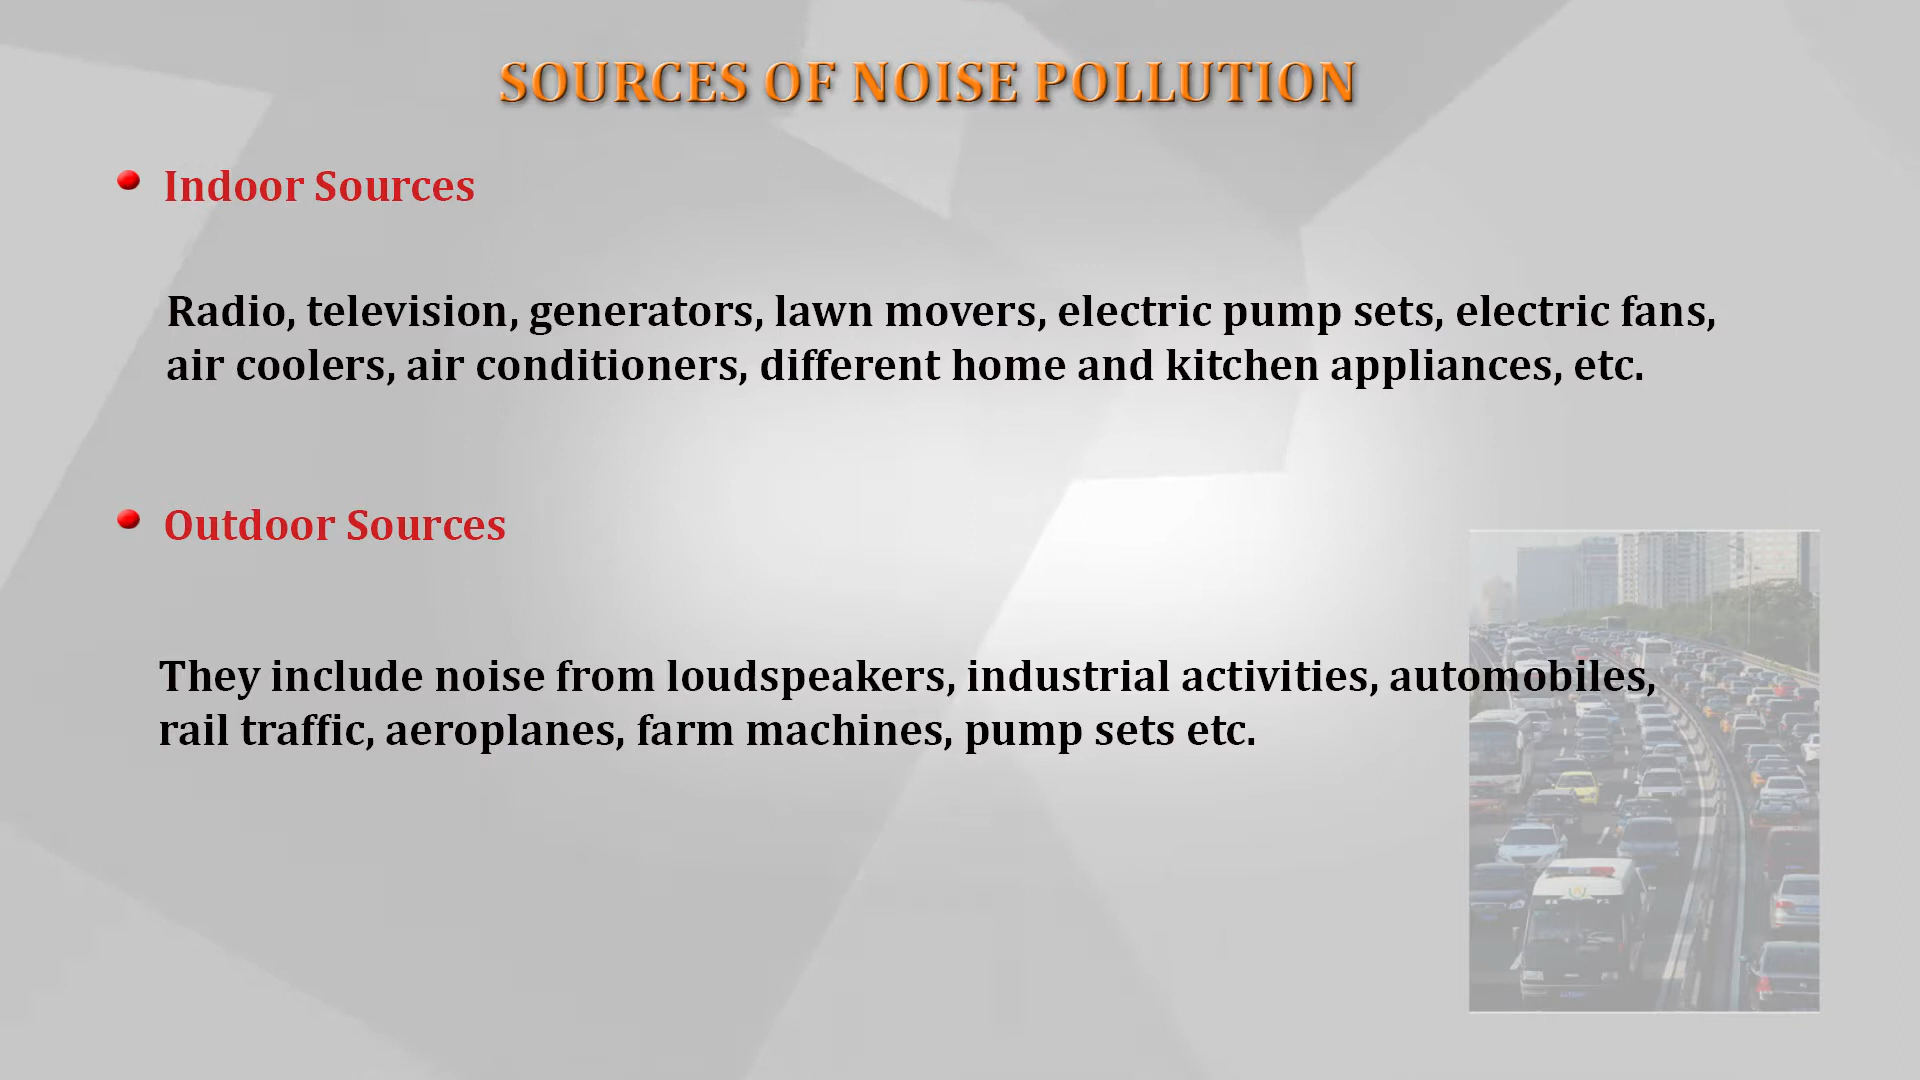 SOURCES OF NOISE POLLUTION
Indoor Sources
Radio, television, generators, lawn movers, electric pump sets, electric fans,
air coolers, air conditioners, different home and kitchen appliances, etc.
Outdoor Sources
They include noise from loudspeakers, industrial activities, automobiles,
rail traffic, aeroplanes, farm machines, pump sets etc.